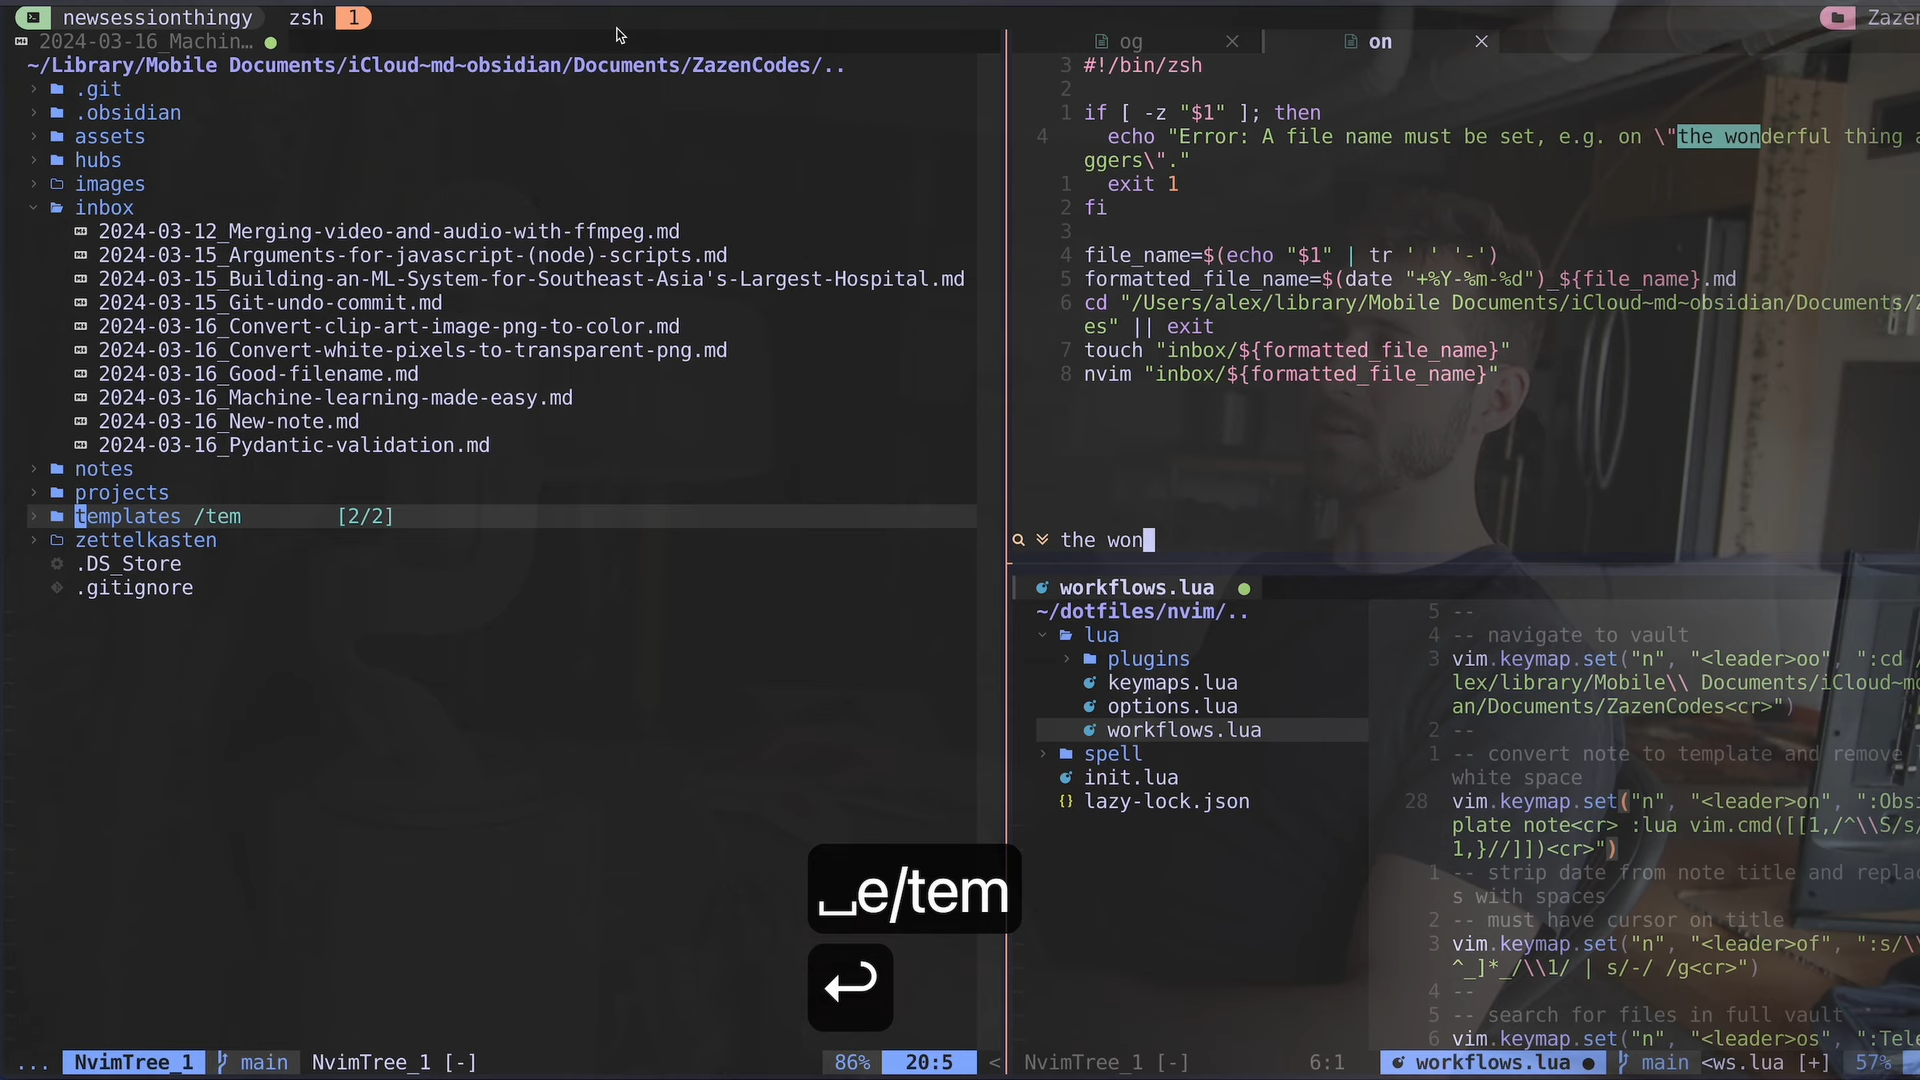 newsessionthingy zsh 1
Zazen
2024-03-16_Machin…
~/Library/Mobile Documents/iCloud~md~obsidian/Documents/ZazenCodes/..
.git
.obsidian
assets
hubs
images
inbox
2024-03-12_Merging-video-and-audio-with-ffmpeg.md
2024-03-15_Arguments-for-javascript-(node)-scripts.md
2024-03-15_Building-an-ML-System-for-Southeast-Asia's-Largest-Hospital.md
2024-03-15_Git-undo-commit.md
2024-03-16_Convert-clip-art-image-png-to-color.md
2024-03-16_Convert-white-pixels-to-transparent-png.md
2024-03-16_Good-filename.md
2024-03-16_Machine-learning-made-easy.md
2024-03-16_New-note.md
2024-03-16_Pydantic-validation.md
notes
projects
templates /tem [2/2]
zettelkasten
.DS_Store
.gitignore
og on
3 #!/bin/zsh
2
1 if [ -z "$1" ]; then
4 echo "Error: A file name must be set, e.g. on \"the wonderful thing a
ggers\"."
1 exit 1
2 fi
3
4 file_name=$(echo "$1" | tr ' ' '-')
5 formatted_file_name=$(date "+%Y-%m-%d")_${file_name}.md
6 cd "/Users/alex/library/Mobile Documents/iCloud~md~obsidian/Documents/Z
es" || exit
7 touch "inbox/${formatted_file_name}"
8 nvim "inbox/${formatted_file_name}"
the won
workflows.lua
~/dotfiles/nvim/..
lua
plugins
keymaps.lua
options.lua
workflows.lua
spell
init.lua
{} lazy-lock.json
5 --
4 -- navigate to vault
3 vim.keymap.set("n", "<leader>oo", ":cd /
lex/library/Mobile\\ Documents/iCloud~md
an/Documents/ZazenCodes<cr>")
2 --
1 -- convert note to template and remove
white space
28 vim.keymap.set("n", "<leader>on", ":Obsi
plate note<cr> :lua vim.cmd([[1,/^\\S/s/
1,}//]])<cr>")
1 -- strip date from note title and replac
s with spaces
2 -- must have cursor on title
3 vim.keymap.set("n", "<leader>of", ":s/\\
^_]*_/\\1/ | s/-/ /g<cr>")
4 --
5 -- search for files in full vault
6 vim.keymap.set("n", "<leader>os", ":Tele
␣e/tem
... NvimTree_1 main NvimTree_1 [-] 86% 20:5 <
NvimTree_1 [-] 6:1 workflows.lua main <ws.lua [+] 57%